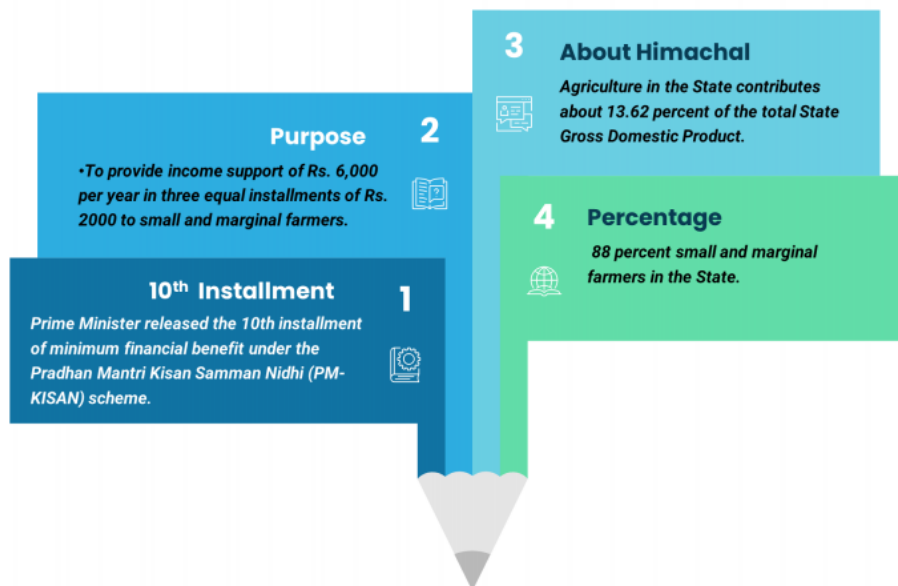 1
10th Installment
Prime Minister released the 10th installment
of minimum financial benefit under the
Pradhan Mantri Kisan Samman Nidhi (PM-
KISAN) scheme.
2
Purpose
•To provide income support of Rs. 6,000
per year in three equal installments of Rs.
2000 to small and marginal farmers.
3
About Himachal
Agriculture in the State contributes
about 13.62 percent of the total State
Gross Domestic Product.
4
Percentage
88 percent small and marginal
farmers in the State.